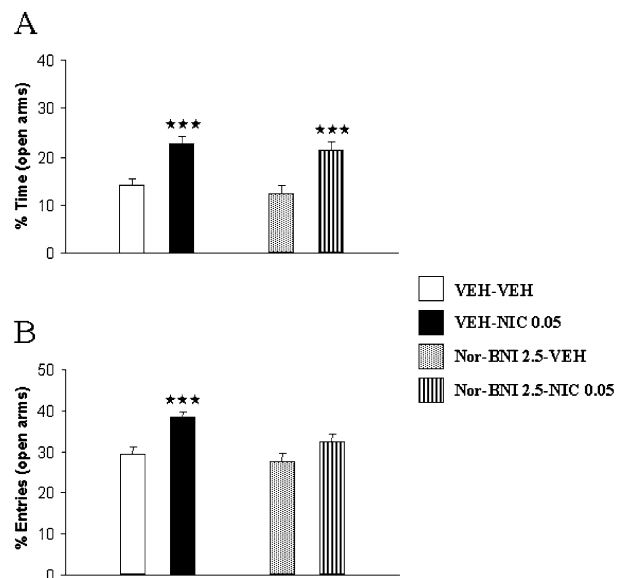 A
% Time (open arms)
40
30
20
10
0
★★★
★★★
VEH-VEH
VEH-NIC 0.05
Nor-BNI 2.5-VEH
Nor-BNI 2.5-NIC 0.05
B
% Entries (open arms)
50
40
30
20
10
0
★★★